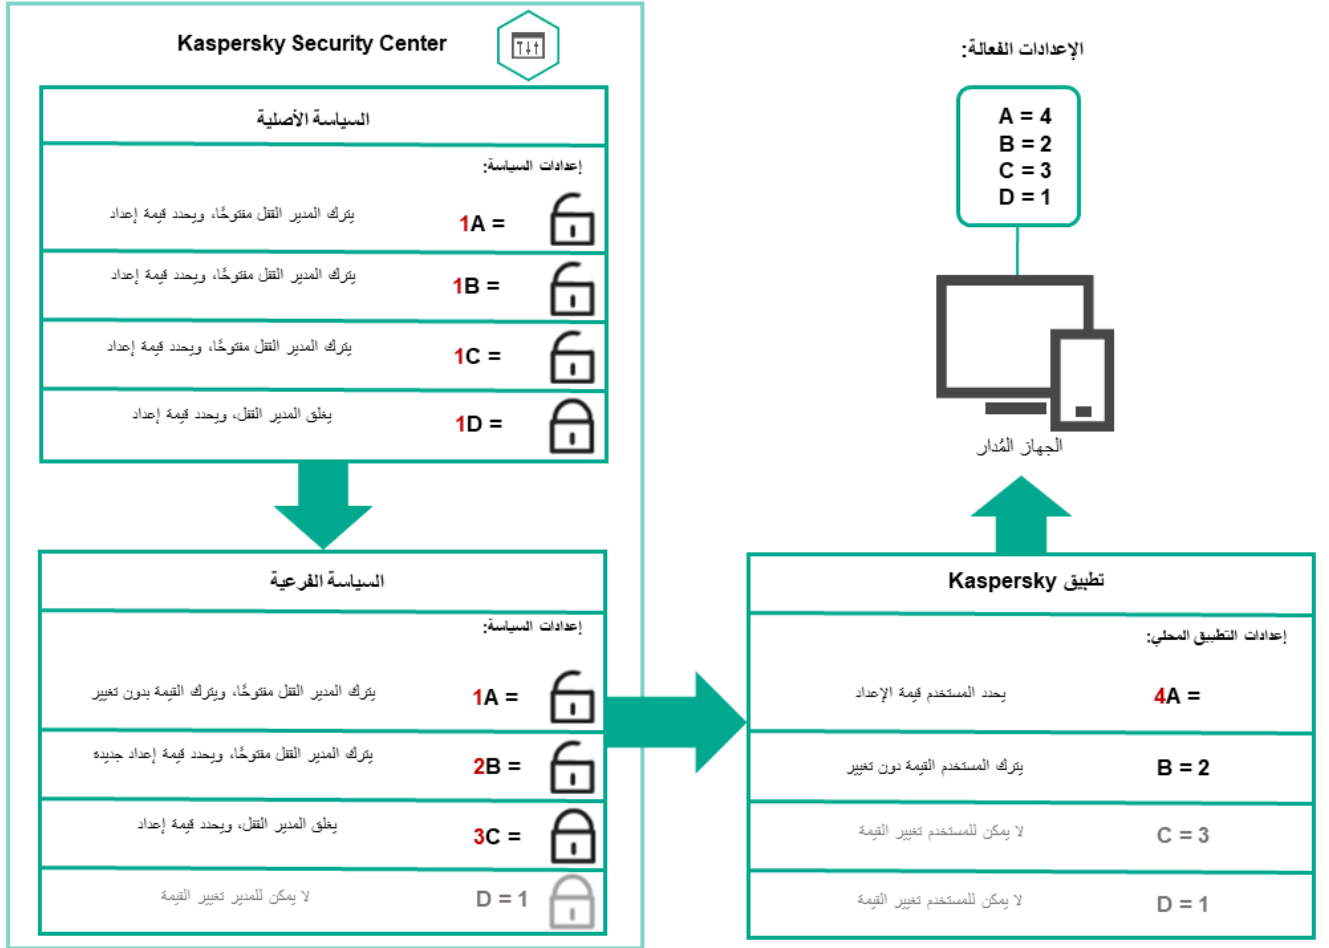 Kaspersky Security Center
السياسة الأصلية
إعدادات السياسة:
1A =
يترك المدير القفل مفتوحًا، ويحدد قيمة إعداد
1B =
يترك المدير القفل مفتوحًا، ويحدد قيمة إعداد
1C =
يترك المدير القفل مفتوحًا، ويحدد قيمة إعداد
1D =
يغلق المدير القفل، ويحدد قيمة إعداد
السياسة الفرعية
إعدادات السياسة:
1A =
يترك المدير القفل مفتوحًا، ويترك القيمة بدون تغيير
2B =
يترك المدير القفل مفتوحًا، ويحدد قيمة إعداد جديده
3C =
يغلق المدير القفل، ويحدد قيمة إعداد
D = 1
لا يمكن للمدير تغيير القيمة
تطبيق Kaspersky
إعدادات التطبيق المحلي:
4A =
يحدد المستخدم قيمة الإعداد
B = 2
يترك المستخدم القيمة دون تغيير
C = 3
لا يمكن للمستخدم تغيير القيمة
D = 1
لا يمكن للمستخدم تغيير القيمة
الإعدادات الفعالة:
A = 4
B = 2
C = 3
D = 1
الجهاز المُدار